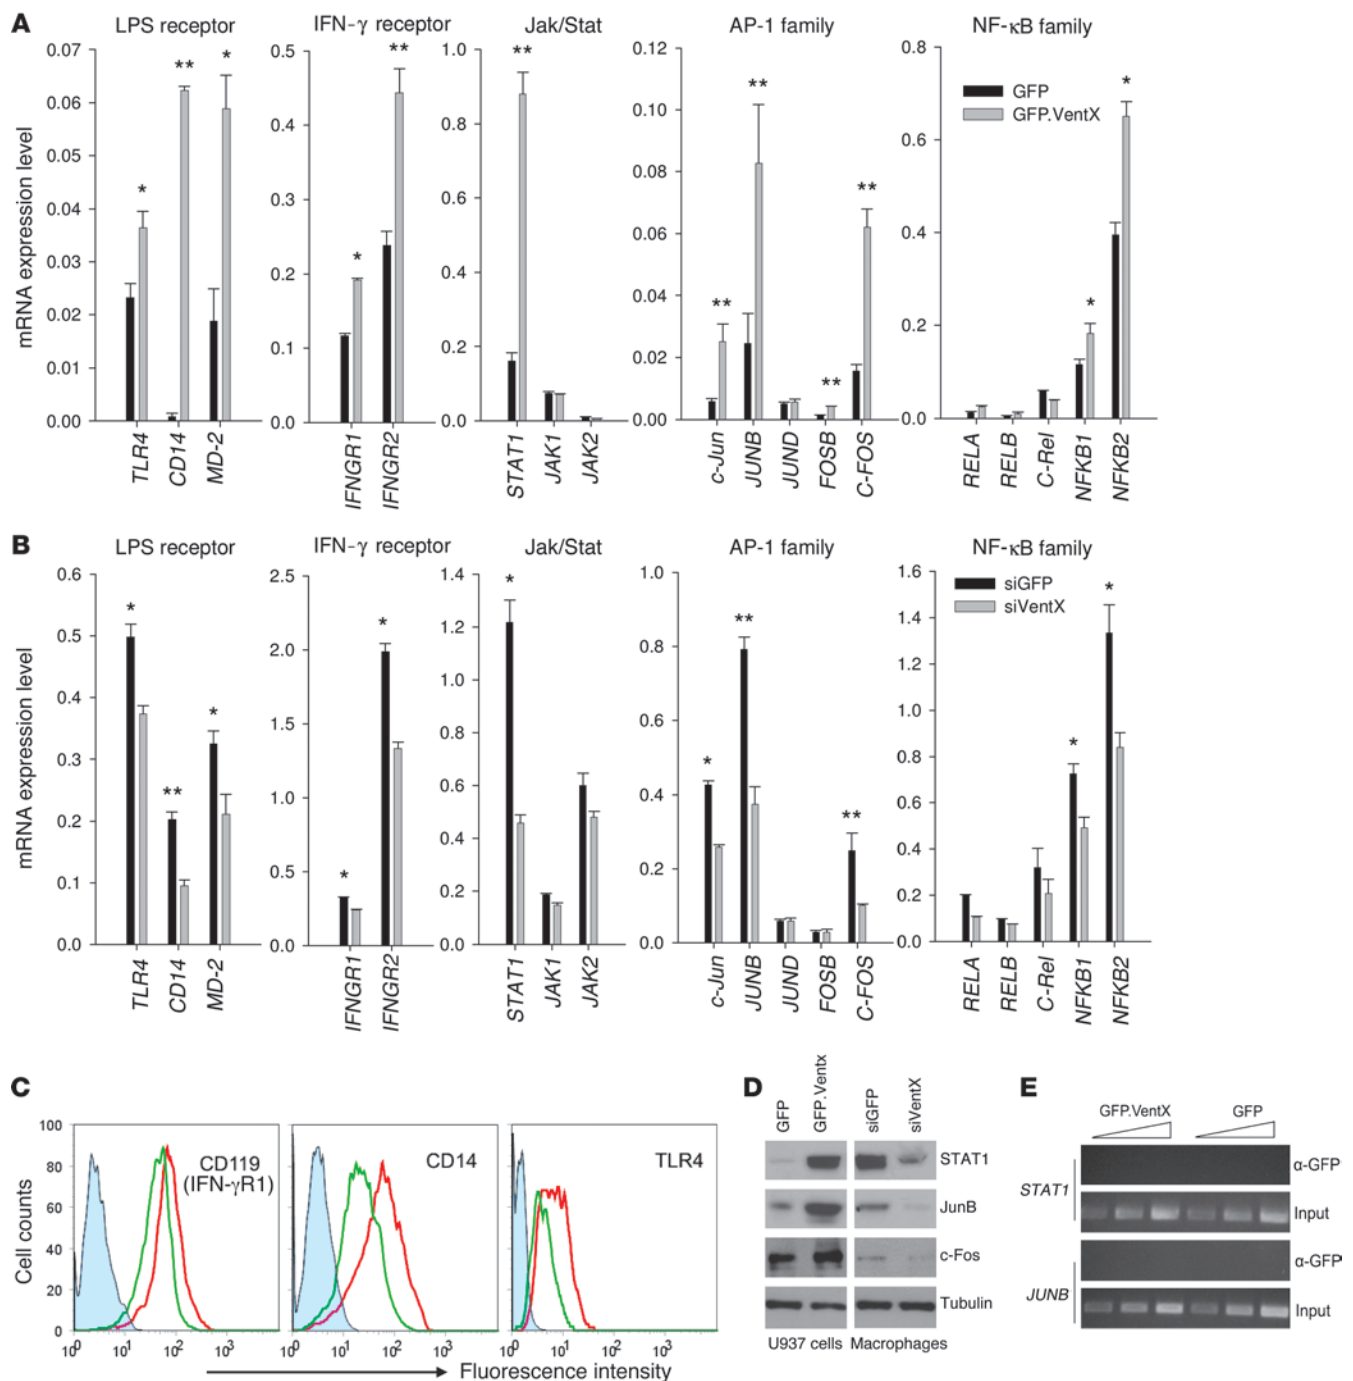 A
LPS receptor
IFN-γ receptor
Jak/Stat
AP-1 family
NF-κB family
mRNA expression level
0.07
0.06
0.05
0.04
0.03
0.02
0.01
0.00
* ** *
TLR4
CD14
MD-2
0.5
0.4
0.3
0.2
0.1
0.0
* **
IFNGR1
IFNGR2
1.0
0.8
0.6
0.4
0.2
0.0
**
STAT1
JAK1
JAK2
0.12
0.10
0.08
0.06
0.04
0.02
0.00
** ** ** **
c-Jun
JUNB
JUND
FOSB
C-FOS
0.8
0.6
0.4
0.2
0.0
GFP
GFP.VentX
* *
RELA
RELB
C-Rel
NFKB1
NFKB2
B
LPS receptor
IFN-γ receptor
Jak/Stat
AP-1 family
NF-κB family
mRNA expression level
0.6
0.5
0.4
0.3
0.2
0.1
0.0
* ** *
TLR4
CD14
MD-2
2.5
2.0
1.5
1.0
0.5
0.0
* *
IFNGR1
IFNGR2
1.4
1.2
1.0
0.8
0.6
0.4
0.2
0.0
*
STAT1
JAK1
JAK2
1.0
0.8
0.6
0.4
0.2
0.0
* ** **
c-Jun
JUNB
JUND
FOSB
C-FOS
1.6
1.4
1.2
1.0
0.8
0.6
0.4
0.2
0.0
siGFP
siVentX
* *
RELA
RELB
C-Rel
NFKB1
NFKB2
C
Cell counts
100
80
60
40
20
0
CD119
(IFN-γR1)
CD14
TLR4
10⁰ 10¹ 10² 10³
10⁰ 10¹ 10² 10³
10⁰ 10¹ 10² 10³ 10⁴
Fluorescence intensity
D
GFP
GFP.Ventx
siGFP
siVentX
STAT1
JunB
c-Fos
Tubulin
U937 cells Macrophages
E
GFP.VentX GFP
STAT1
α-GFP
Input
JUNB
α-GFP
Input